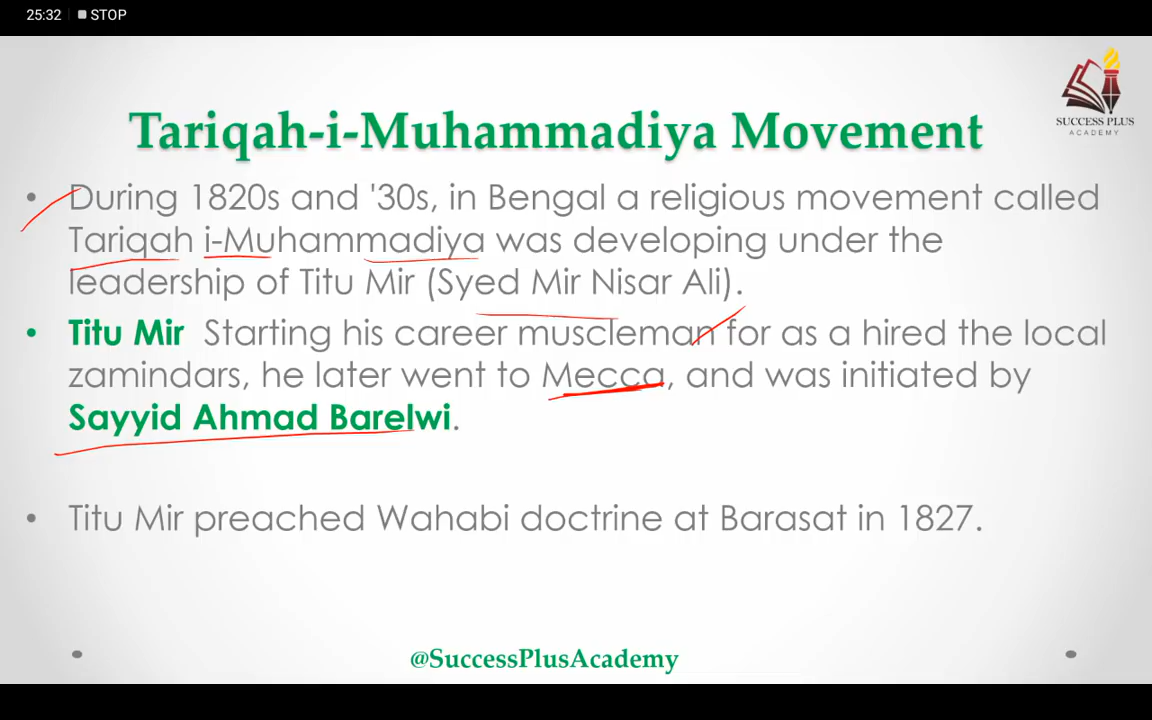 25:32 STOP
SUCCESS PLUS
ACADEMY
Tariqah-i-Muhammadiya Movement
• During 1820s and '30s, in Bengal a religious movement called
Tariqah i-Muhammadiya was developing under the
leadership of Titu Mir (Syed Mir Nisar Ali).
• Titu Mir Starting his career muscleman for as a hired the local
zamindars, he later went to Mecca, and was initiated by
Sayyid Ahmad Barelwi.
• Titu Mir preached Wahabi doctrine at Barasat in 1827.
@SuccessPlusAcademy